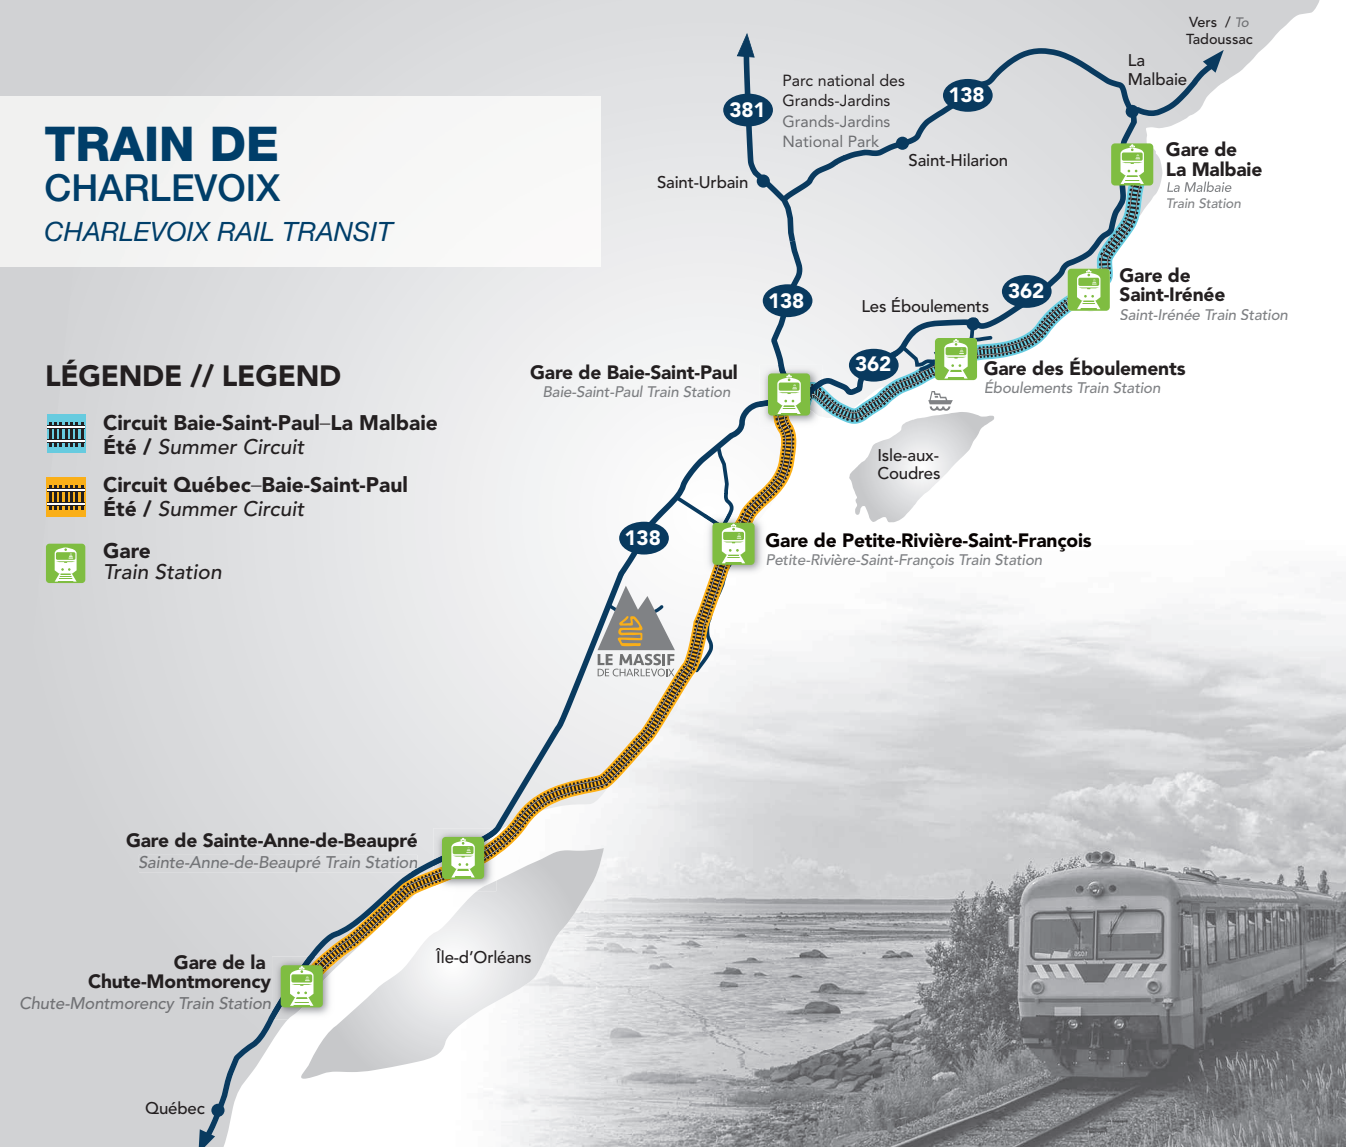 TRAIN DE
CHARLEVOIX
CHARLEVOIX RAIL TRANSIT
LÉGENDE // LEGEND
Circuit Baie-Saint-Paul–La Malbaie
Été / Summer Circuit
Circuit Québec–Baie-Saint-Paul
Été / Summer Circuit
Gare
Train Station
Vers / To
Tadoussac
La
Malbaie
381
Parc national des
Grands-Jardins
Grands-Jardins
National Park
138
Saint-Hilarion
Saint-Urbain
Gare de
La Malbaie
La Malbaie
Train Station
Gare de
Saint-Irénée
Saint-Irénée Train Station
362
138
Les Éboulements
362
Gare des Éboulements
Éboulements Train Station
Gare de Baie-Saint-Paul
Baie-Saint-Paul Train Station
Isle-aux-
Coudres
138
Gare de Petite-Rivière-Saint-François
Petite-Rivière-Saint-François Train Station
LE MASSIF
DE CHARLEVOIX
Gare de Sainte-Anne-de-Beaupré
Sainte-Anne-de-Beaupré Train Station
Île-d'Orléans
Gare de la
Chute-Montmorency
Chute-Montmorency Train Station
Québec